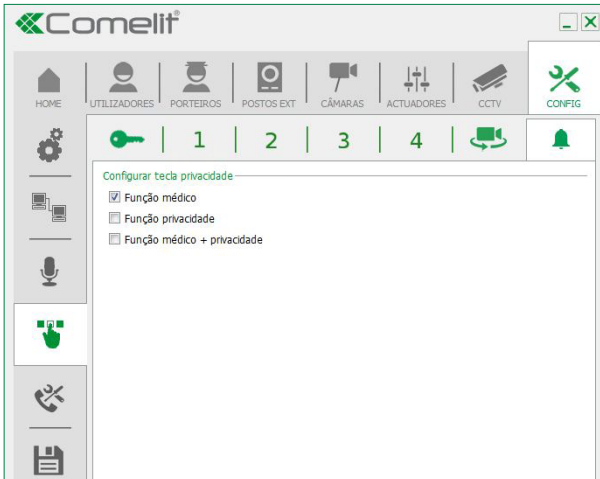 Comelit®
HOME
UTILIZADORES
PORTEIROS
POSTOS EXT
CÂMARAS
ACTUADORES
CCTV
CONFIG
1
2
3
4
Configurar tecla privacidade
Função médico
Função privacidade
Função médico + privacidade